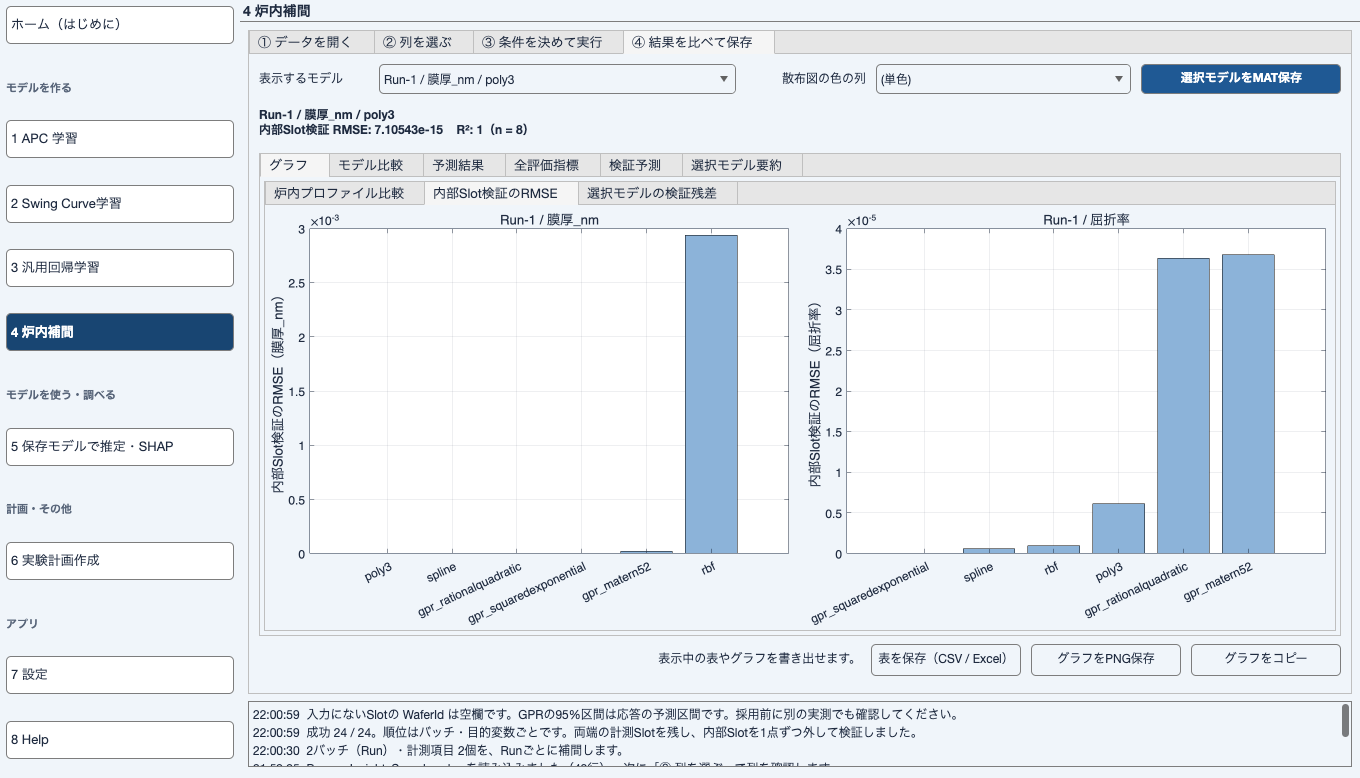 ホーム（はじめに）
モデルを作る
1 APC 学習
2 Swing Curve学習
3 汎用回帰学習
4 炉内補間
モデルを使う・調べる
5 保存モデルで推定・SHAP
計画・その他
6 実験計画作成
アプリ
7 設定
8 Help
4 炉内補間
① データを開く
② 列を選ぶ
③ 条件を決めて実行
④ 結果を比べて保存
表示するモデル
Run-1 / 膜厚_nm / poly3
散布図の色の列
(単色)
選択モデルをMAT保存
Run-1 / 膜厚_nm / poly3
内部Slot検証 RMSE: 7.10543e-15 R²: 1（n = 8）
グラフ
モデル比較
予測結果
全評価指標
検証予測
選択モデル要約
炉内プロファイル比較
内部Slot検証のRMSE
選択モデルの検証残差
×10⁻³
Run-1 / 膜厚_nm
3
2.5
2
1.5
1
0.5
0
内部Slot検証のRMSE（膜厚_nm）
poly3
spline
gpr_rationalquadratic
gpr_squaredexponential
gpr_matern52
rbf
×10⁻⁵
Run-1 / 屈折率
4
3.5
3
2.5
2
1.5
1
0.5
0
内部Slot検証のRMSE（屈折率）
gpr_squaredexponential
spline
rbf
poly3
gpr_rationalquadratic
gpr_matern52
表示中の表やグラフを書き出せます。
表を保存（CSV / Excel）
グラフをPNG保存
グラフをコピー
22:00:59 入力にないSlotの WaferId は空欄です。GPRの95%区間は応答の予測区間です。採用前に別の実測でも確認してください。
22:00:59 成功 24 / 24。順位はバッチ・目的変数ごとです。両端の計測Slotを残し、内部Slotを1点ずつ外して検証しました。
22:00:30 2バッチ（Run）・計測項目 2個を、Runごとに補間します。